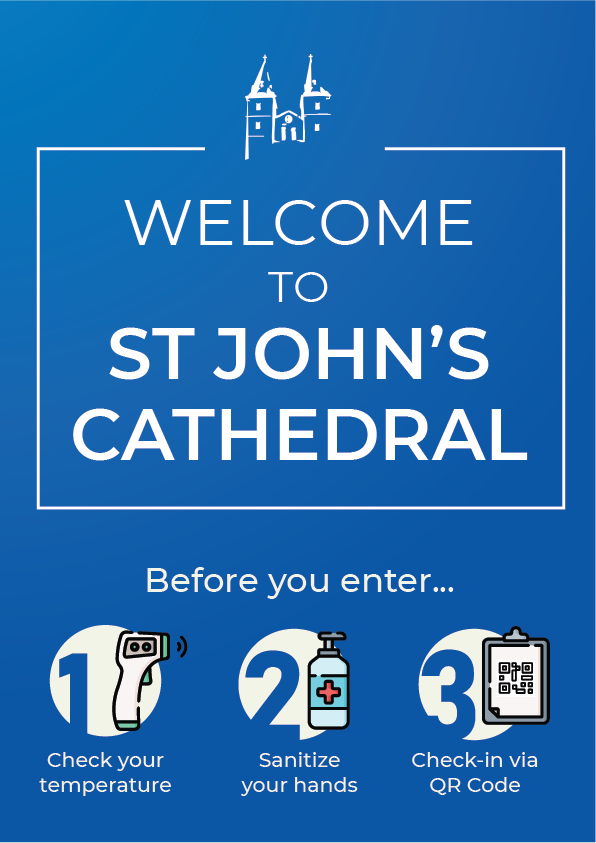 WELCOME
TO
ST JOHN’S
CATHEDRAL
Before you enter...
1
2
3
Check your
temperature
Sanitize
your hands
Check-in via
QR Code